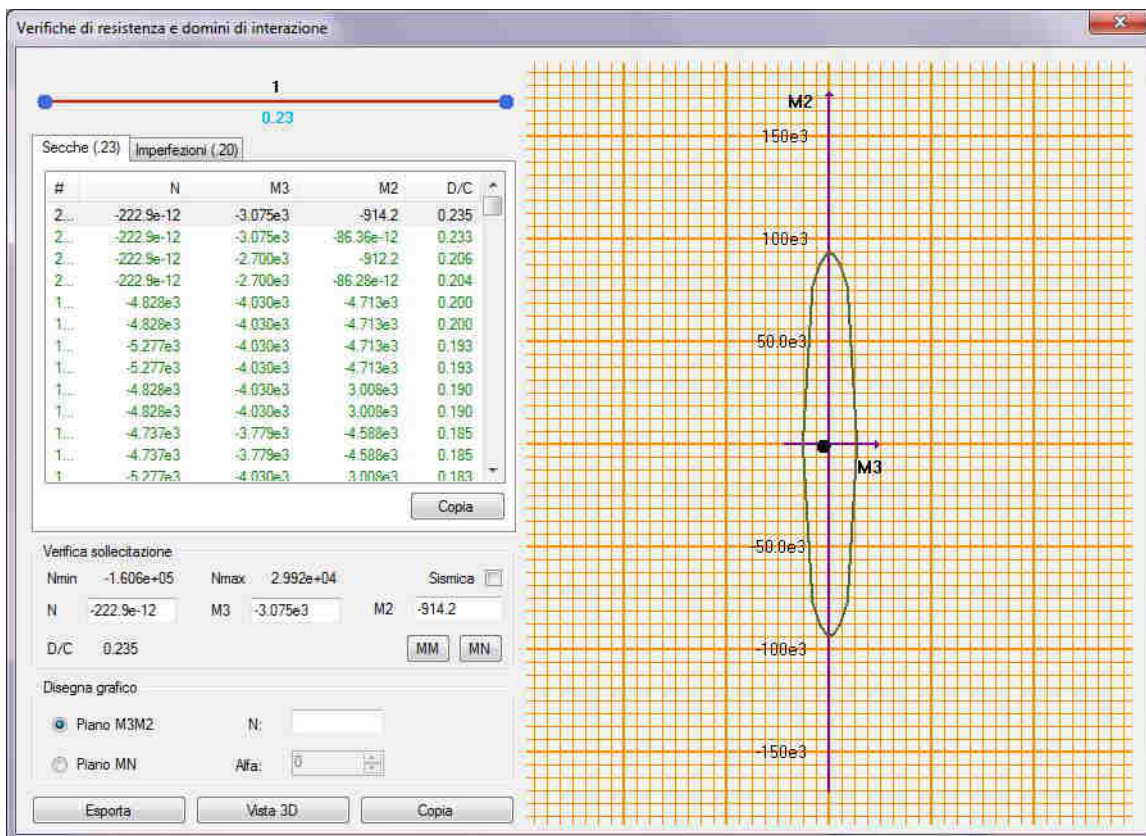 Verifiche di resistenza e domini di interazione
1
0.23
Secche (.23) Imperfezioni (.20)
# N M3 M2 D/C
2... -222.9e-12 -3.075e3 -914.2 0.235
2... -222.9e-12 -3.075e3 -86.36e-12 0.233
2... -222.9e-12 -2.700e3 -912.2 0.206
2... -222.9e-12 -2.700e3 -86.28e-12 0.204
1... -4.828e3 -4.030e3 -4.713e3 0.200
1... -4.828e3 -4.030e3 -4.713e3 0.200
1... -5.277e3 -4.030e3 -4.713e3 0.193
1... -5.277e3 -4.030e3 -4.713e3 0.193
1... -4.828e3 -4.030e3 3.008e3 0.190
1... -4.828e3 -4.030e3 3.008e3 0.190
1... -4.737e3 -3.779e3 -4.588e3 0.185
1... -4.737e3 -3.779e3 -4.588e3 0.185
1 -5.277e3 -4.030e3 3.008e3 0.183
Copia
Verifica sollecitazione
Nmin -1.606e+05 Nmax 2.992e+04 Sismica
N -222.9e-12 M3 -3.075e3 M2 -914.2
D/C 0.235 MM MN
Disegna grafico
Piano M3M2 N:
Piano MN Alfa: 0
Esporta Vista 3D Copia
M2
150e3
100e3
50.0e3
M3
-50.0e3
-100e3
-150e3